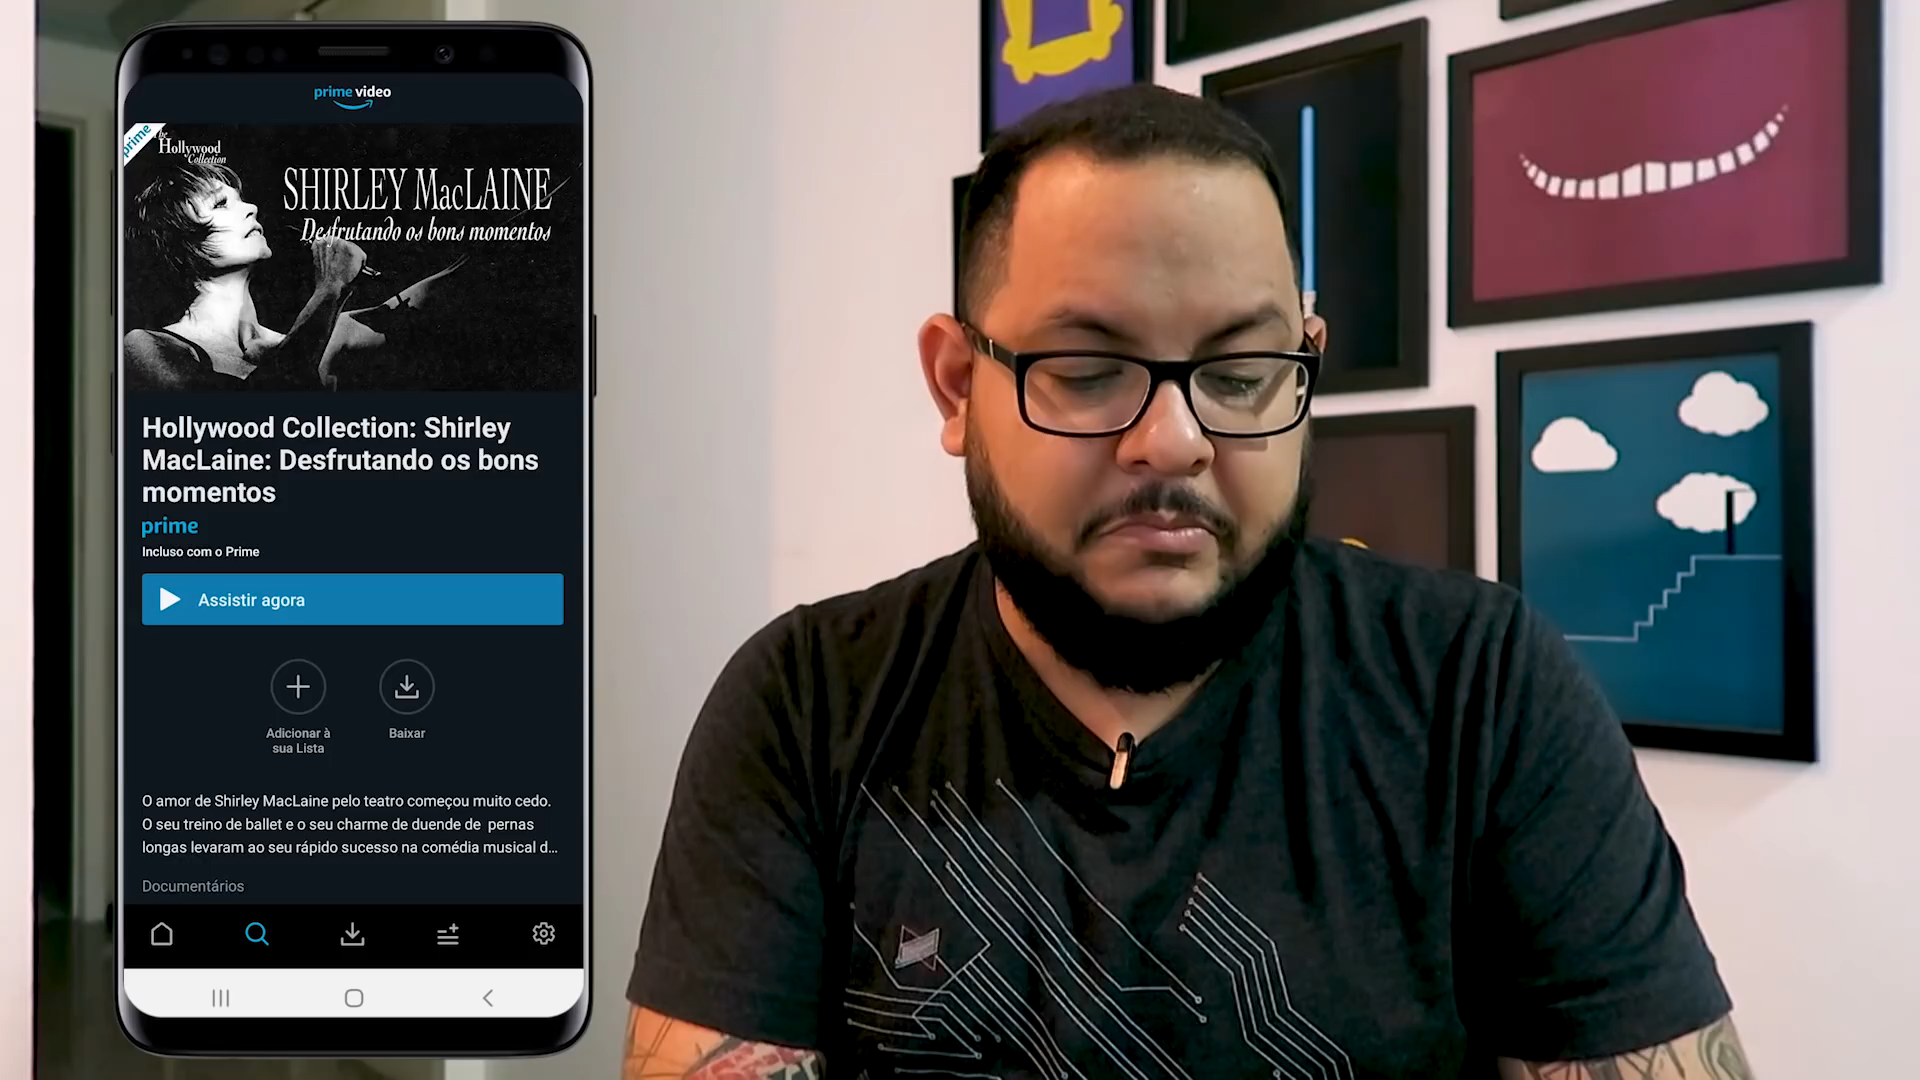 prime video
prime
The
Hollywood
Collection
SHIRLEY MacLAINE
Desfrutando os bons momentos
Hollywood Collection: Shirley
MacLaine: Desfrutando os bons
momentos
prime
Incluso com o Prime
Assistir agora
Adicionar à
sua Lista
Baixar
O amor de Shirley MacLaine pelo teatro começou muito cedo.
O seu treino de ballet e o seu charme de duende de pernas
longas levaram ao seu rápido sucesso na comédia musical d...
Documentários